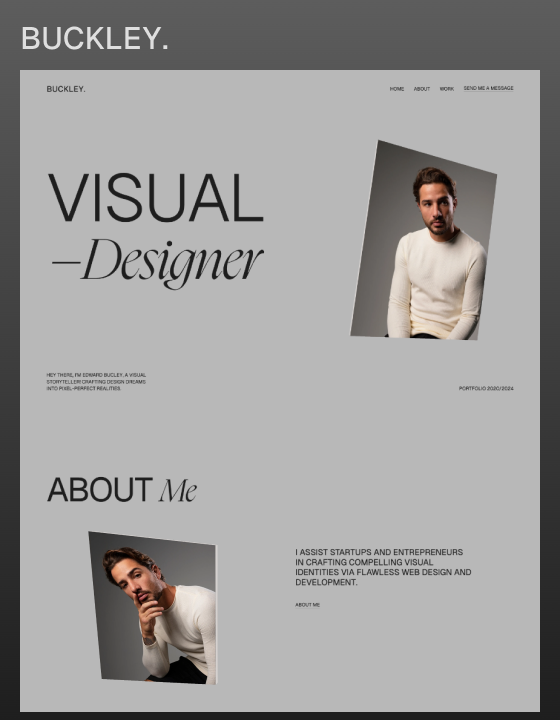 BUCKLEY.
BUCKLEY.
HOME ABOUT WORK SEND ME A MESSAGE
VISUAL
—Designer
HEY THERE, I'M EDWARD BUCLEY, A VISUAL
STORYTELLER CRAFTING DESIGN DREAMS
INTO PIXEL-PERFECT REALITIES.
PORTFOLIO 2020/2024
ABOUT Me
I ASSIST STARTUPS AND ENTREPRENEURS
IN CRAFTING COMPELLING VISUAL
IDENTITIES VIA FLAWLESS WEB DESIGN AND
DEVELOPMENT.
ABOUT ME